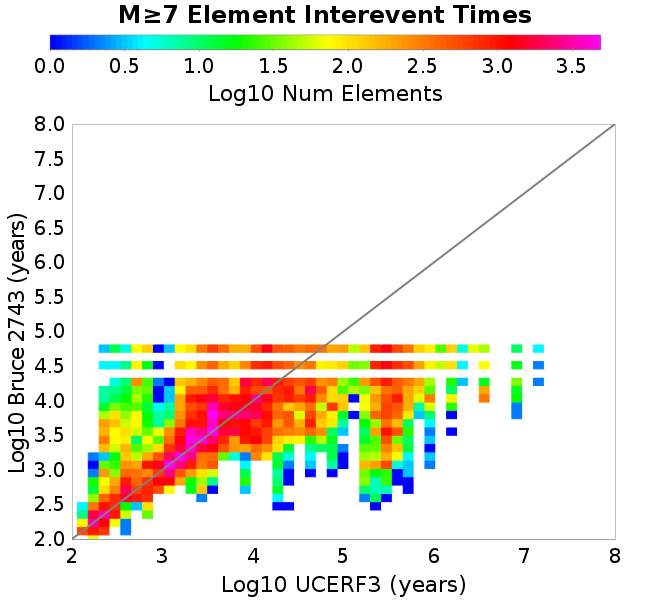 M≥7 Element Interevent Times
0.0 0.5 1.0 1.5 2.0 2.5 3.0 3.5
Log10 Num Elements
Log10 Bruce 2743 (years)
8.0
7.5
7.0
6.5
6.0
5.5
5.0
4.5
4.0
3.5
3.0
2.5
2.0
2 3 4 5 6 7 8
Log10 UCERF3 (years)